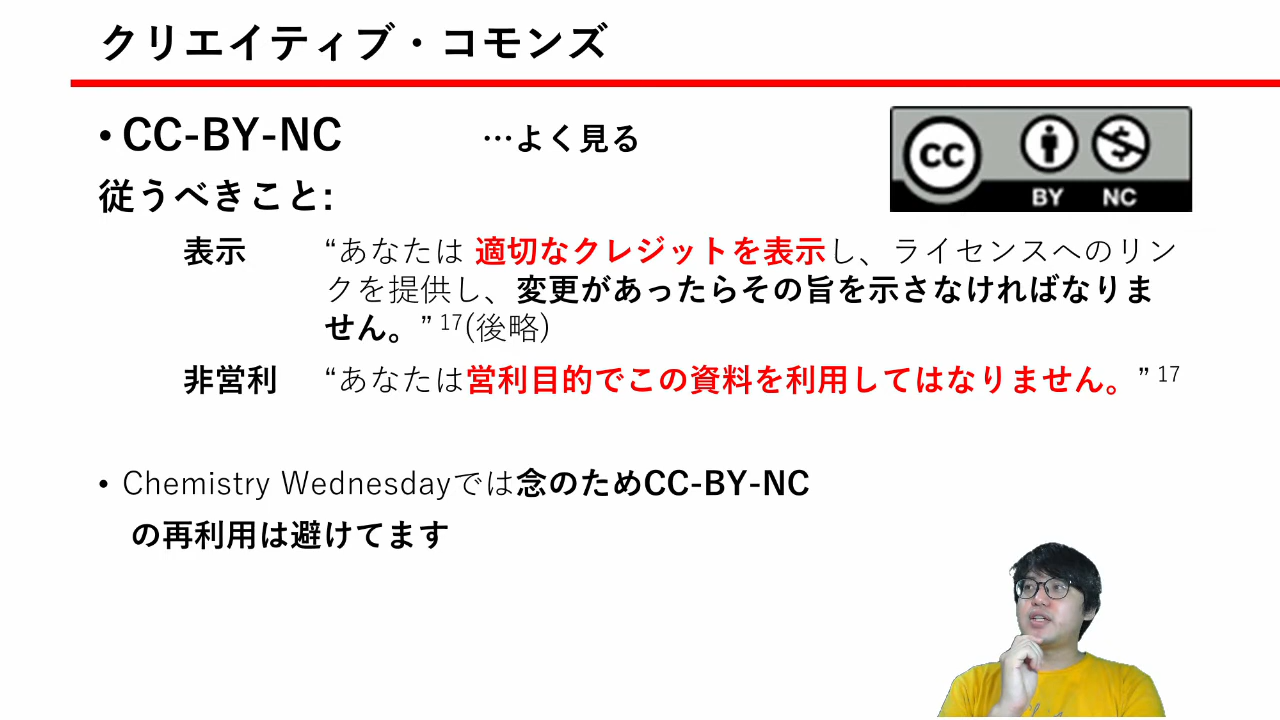 クリエイティブ・コモンズ
• CC-BY-NC …よく見る
cc
BY NC
従うべきこと:
表示 “あなたは 適切なクレジットを表示し、ライセンスへのリン
クを提供し、変更があったらその旨を示さなければなりま
せん。” 17(後略)
非営利 “あなたは営利目的でこの資料を利用してはなりません。” 17
• Chemistry Wednesdayでは念のためCC-BY-NC
の再利用は避けてます